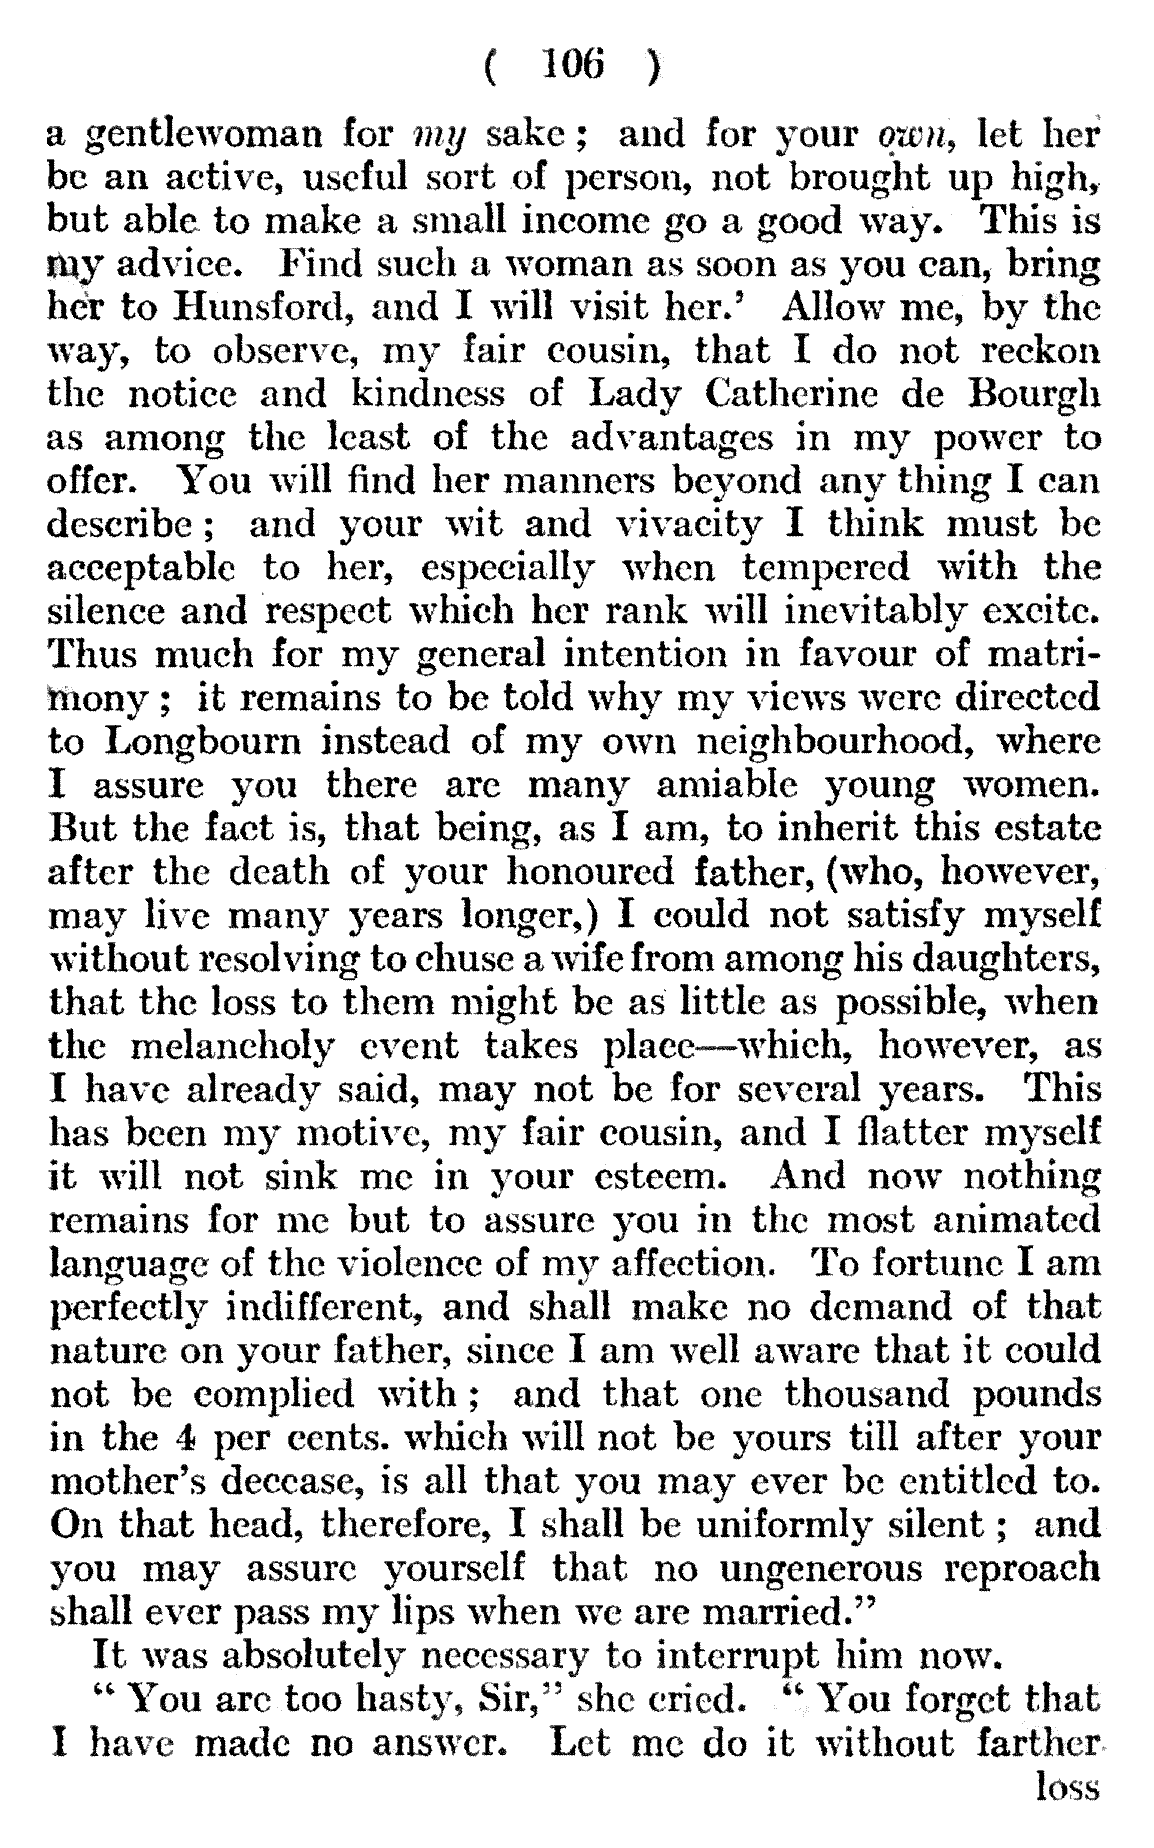 ( 106 )
a gentlewoman for my sake ; and for your own, let her
be an active, useful sort of person, not brought up high,
but able to make a small income go a good way. This is
my advice. Find such a woman as soon as you can, bring
her to Hunsford, and I will visit her.’ Allow me, by the
way, to observe, my fair cousin, that I do not reckon
the notice and kindness of Lady Catherine de Bourgh
as among the least of the advantages in my power to
offer. You will find her manners beyond any thing I can
describe ; and your wit and vivacity I think must be
acceptable to her, especially when tempered with the
silence and respect which her rank will inevitably excite.
Thus much for my general intention in favour of matri-
mony ; it remains to be told why my views were directed
to Longbourn instead of my own neighbourhood, where
I assure you there are many amiable young women.
But the fact is, that being, as I am, to inherit this estate
after the death of your honoured father, (who, however,
may live many years longer,) I could not satisfy myself
without resolving to chuse a wife from among his daughters,
that the loss to them might be as little as possible, when
the melancholy event takes place—which, however, as
I have already said, may not be for several years. This
has been my motive, my fair cousin, and I flatter myself
it will not sink me in your esteem. And now nothing
remains for me but to assure you in the most animated
language of the violence of my affection. To fortune I am
perfectly indifferent, and shall make no demand of that
nature on your father, since I am well aware that it could
not be complied with ; and that one thousand pounds
in the 4 per cents. which will not be yours till after your
mother’s decease, is all that you may ever be entitled to.
On that head, therefore, I shall be uniformly silent ; and
you may assure yourself that no ungenerous reproach
shall ever pass my lips when we are married.”
It was absolutely necessary to interrupt him now.
“ You are too hasty, Sir,” she cried. “ You forget that
I have made no answer. Let me do it without farther
loss